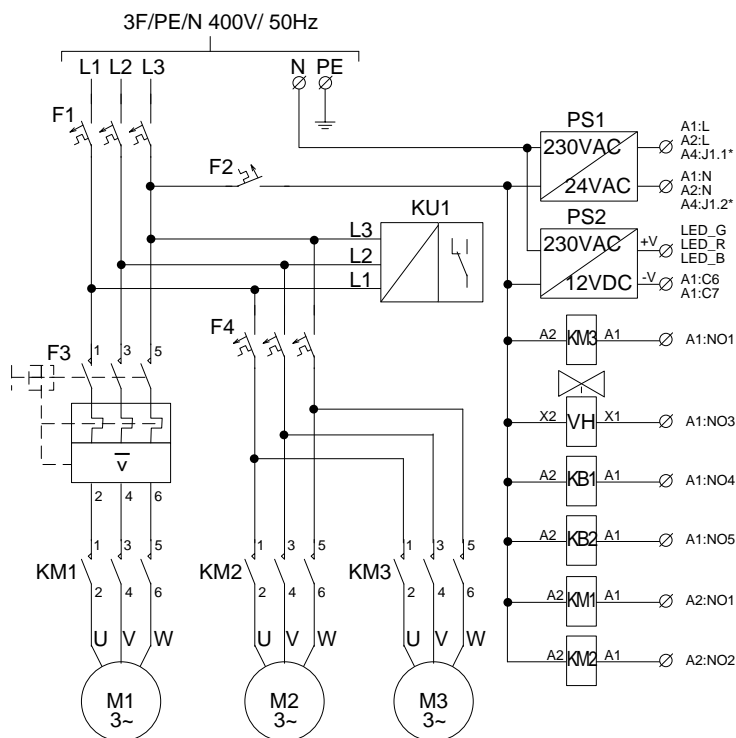 3F/PE/N 400V/ 50Hz
L1 L2 L3 N PE
F1
F2
PS1
230VAC
24VAC
A1:L
A2:L
A4:J1.1*
A1:N
A2:N
A4:J1.2*
KU1
L3
L2
L1
PS2
230VAC
12VDC
+V
-V
LED_G
LED_R
LED_B
A1:C6
A1:C7
F3
1 3 5
v
2 4 6
F4
A2 KM3 A1 A1:NO1
X2 VH X1 A1:NO3
A2 KB1 A1 A1:NO4
A2 KB2 A1 A1:NO5
A2 KM1 A1 A2:NO1
A2 KM2 A1 A2:NO2
KM1
1 3 5
2 4 6
KM2
1 3 5
2 4 6
KM3
1 3 5
2 4 6
U V W
U V W
U V W
M1
3~
M2
3~
M3
3~